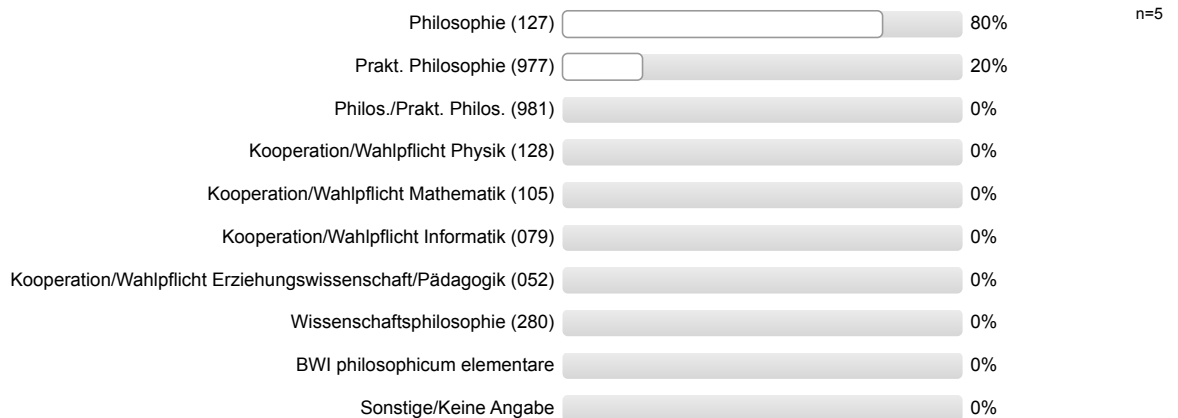 Philosophie (127) 80% n=5
Prakt. Philosophie (977) 20%
Philos./Prakt. Philos. (981) 0%
Kooperation/Wahlpflicht Physik (128) 0%
Kooperation/Wahlpflicht Mathematik (105) 0%
Kooperation/Wahlpflicht Informatik (079) 0%
Kooperation/Wahlpflicht Erziehungswissenschaft/Pädagogik (052) 0%
Wissenschaftsphilosophie (280) 0%
BWI philosophicum elementare 0%
Sonstige/Keine Angabe 0%